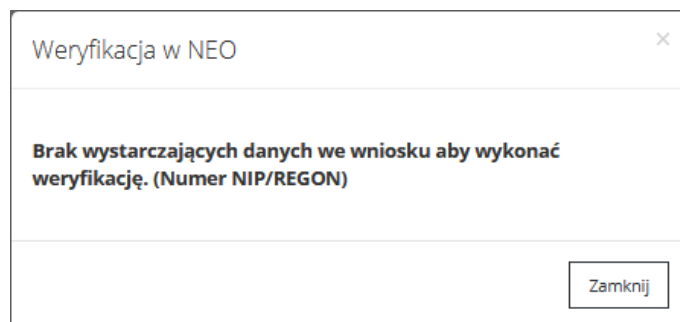 Weryfikacja w NEO
×
Brak wystarczających danych we wniosku aby wykonać
weryfikację. (Numer NIP/REGON)
Zamknij